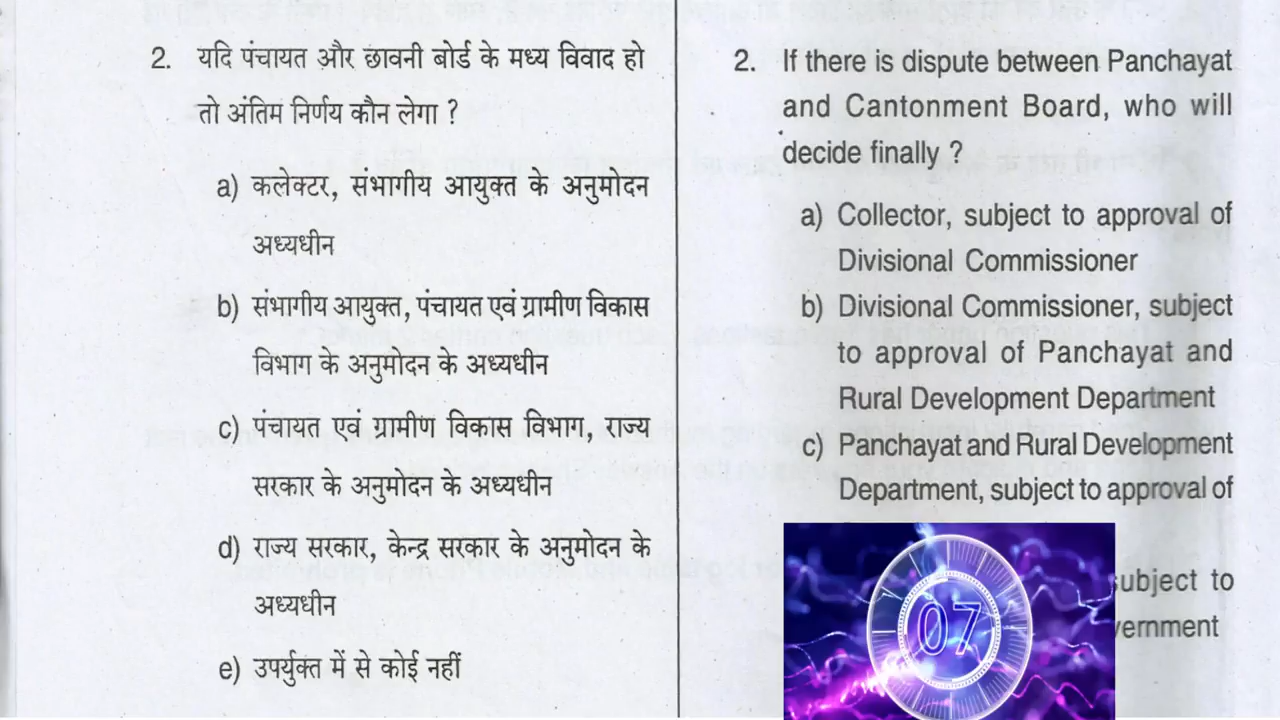 2. यदि पंचायत और छावनी बोर्ड के मध्य विवाद हो
तो अंतिम निर्णय कौन लेगा ?
a) कलेक्टर, संभागीय आयुक्त के अनुमोदन
अध्यधीन
b) संभागीय आयुक्त, पंचायत एवं ग्रामीण विकास
विभाग के अनुमोदन के अध्यधीन
c) पंचायत एवं ग्रामीण विकास विभाग, राज्य
सरकार के अनुमोदन के अध्यधीन
d) राज्य सरकार, केन्द्र सरकार के अनुमोदन के
अध्यधीन
e) उपर्युक्त में से कोई नहीं
2. If there is dispute between Panchayat
and Cantonment Board, who will
decide finally ?
a) Collector, subject to approval of
Divisional Commissioner
b) Divisional Commissioner, subject
to approval of Panchayat and
Rural Development Department
c) Panchayat and Rural Development
Department, subject to approval of
subject to
vernment
07